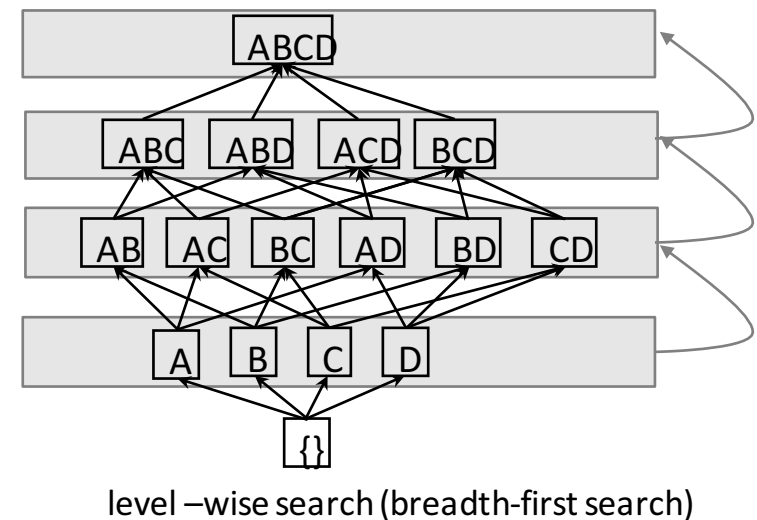 ABCD
ABC ABD ACD BCD
AB AC BC AD BD CD
A B C D
{}
level –wise search (breadth-first search)